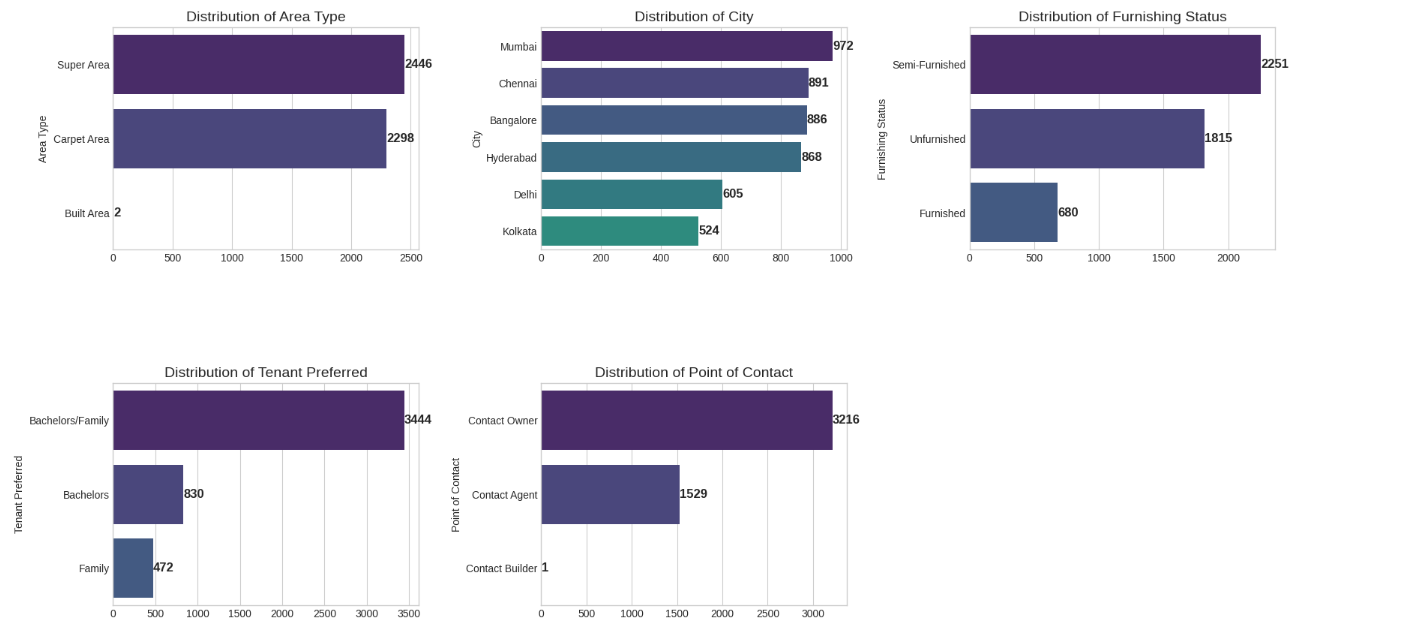 Distribution of Area Type
Area Type
Super Area 2446
Carpet Area 2298
Built Area 2
0 500 1000 1500 2000 2500
Distribution of City
City
Mumbai 972
Chennai 891
Bangalore 886
Hyderabad 868
Delhi 605
Kolkata 524
0 200 400 600 800 1000
Distribution of Furnishing Status
Furnishing Status
Semi-Furnished 2251
Unfurnished 1815
Furnished 680
0 500 1000 1500 2000
Distribution of Tenant Preferred
Tenant Preferred
Bachelors/Family 3444
Bachelors 830
Family 472
0 500 1000 1500 2000 2500 3000 3500
Distribution of Point of Contact
Point of Contact
Contact Owner 3216
Contact Agent 1529
Contact Builder 1
0 500 1000 1500 2000 2500 3000